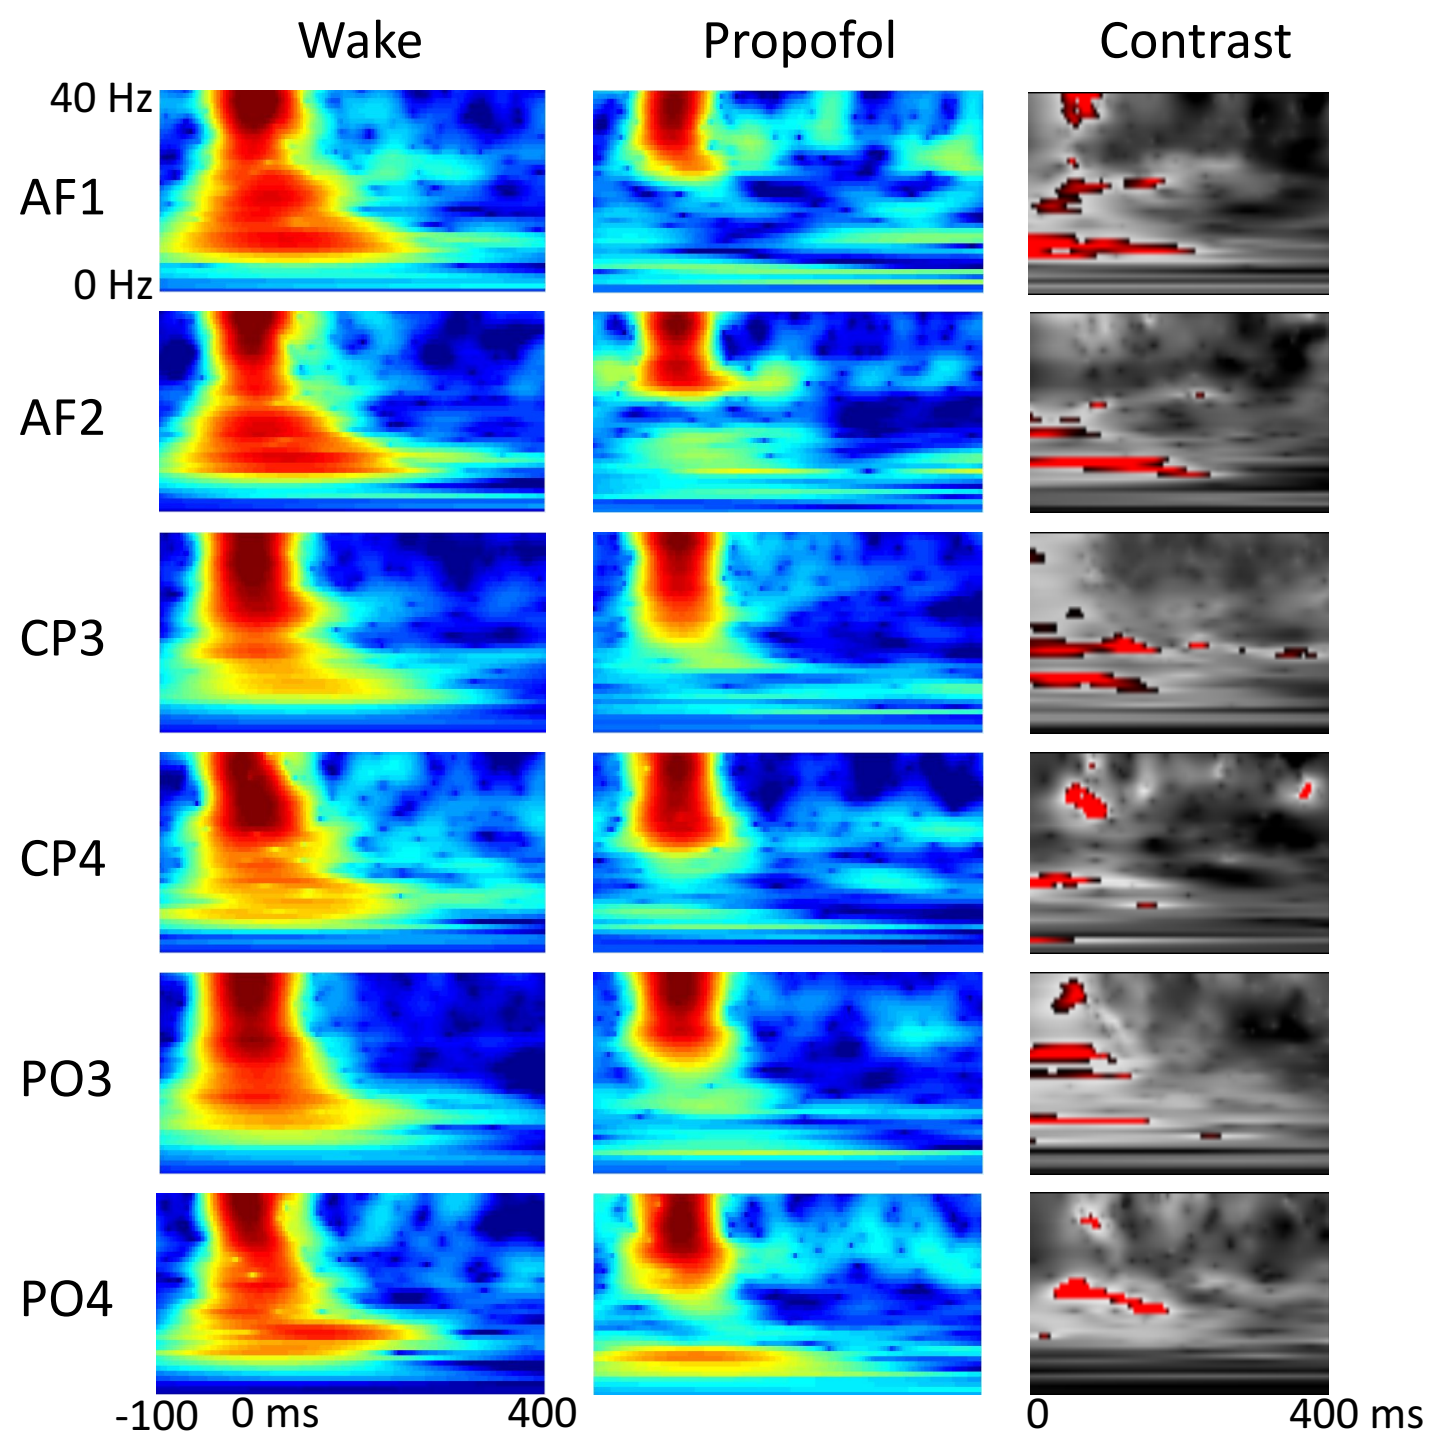 Wake Propofol Contrast
40 Hz
AF1
0 Hz
AF2
CP3
CP4
PO3
PO4
-100 0 ms 400 0 400 ms